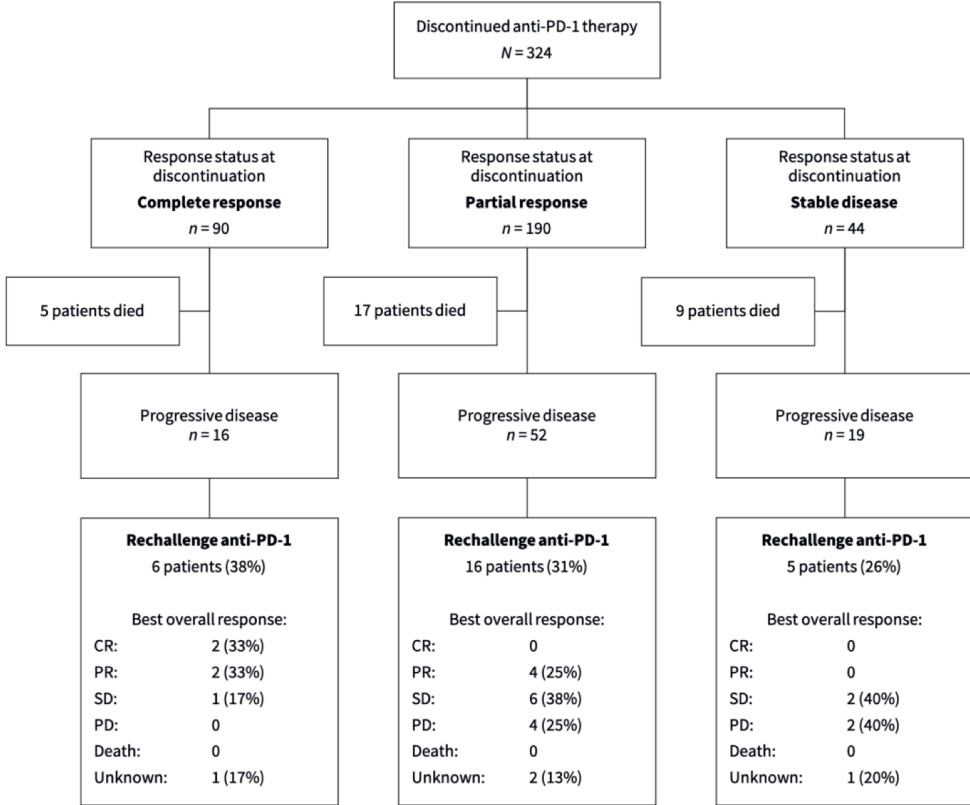 Discontinued anti-PD-1 therapy
N = 324
Response status at
discontinuation
Complete response
n = 90
Response status at
discontinuation
Partial response
n = 190
Response status at
discontinuation
Stable disease
n = 44
5 patients died
17 patients died
9 patients died
Progressive disease
n = 16
Progressive disease
n = 52
Progressive disease
n = 19
Rechallenge anti-PD-1
6 patients (38%)
Best overall response:
CR: 2 (33%)
PR: 2 (33%)
SD: 1 (17%)
PD: 0
Death: 0
Unknown: 1 (17%)
Rechallenge anti-PD-1
16 patients (31%)
Best overall response:
CR: 0
PR: 4 (25%)
SD: 6 (38%)
PD: 4 (25%)
Death: 0
Unknown: 2 (13%)
Rechallenge anti-PD-1
5 patients (26%)
Best overall response:
CR: 0
PR: 0
SD: 2 (40%)
PD: 2 (40%)
Death: 0
Unknown: 1 (20%)